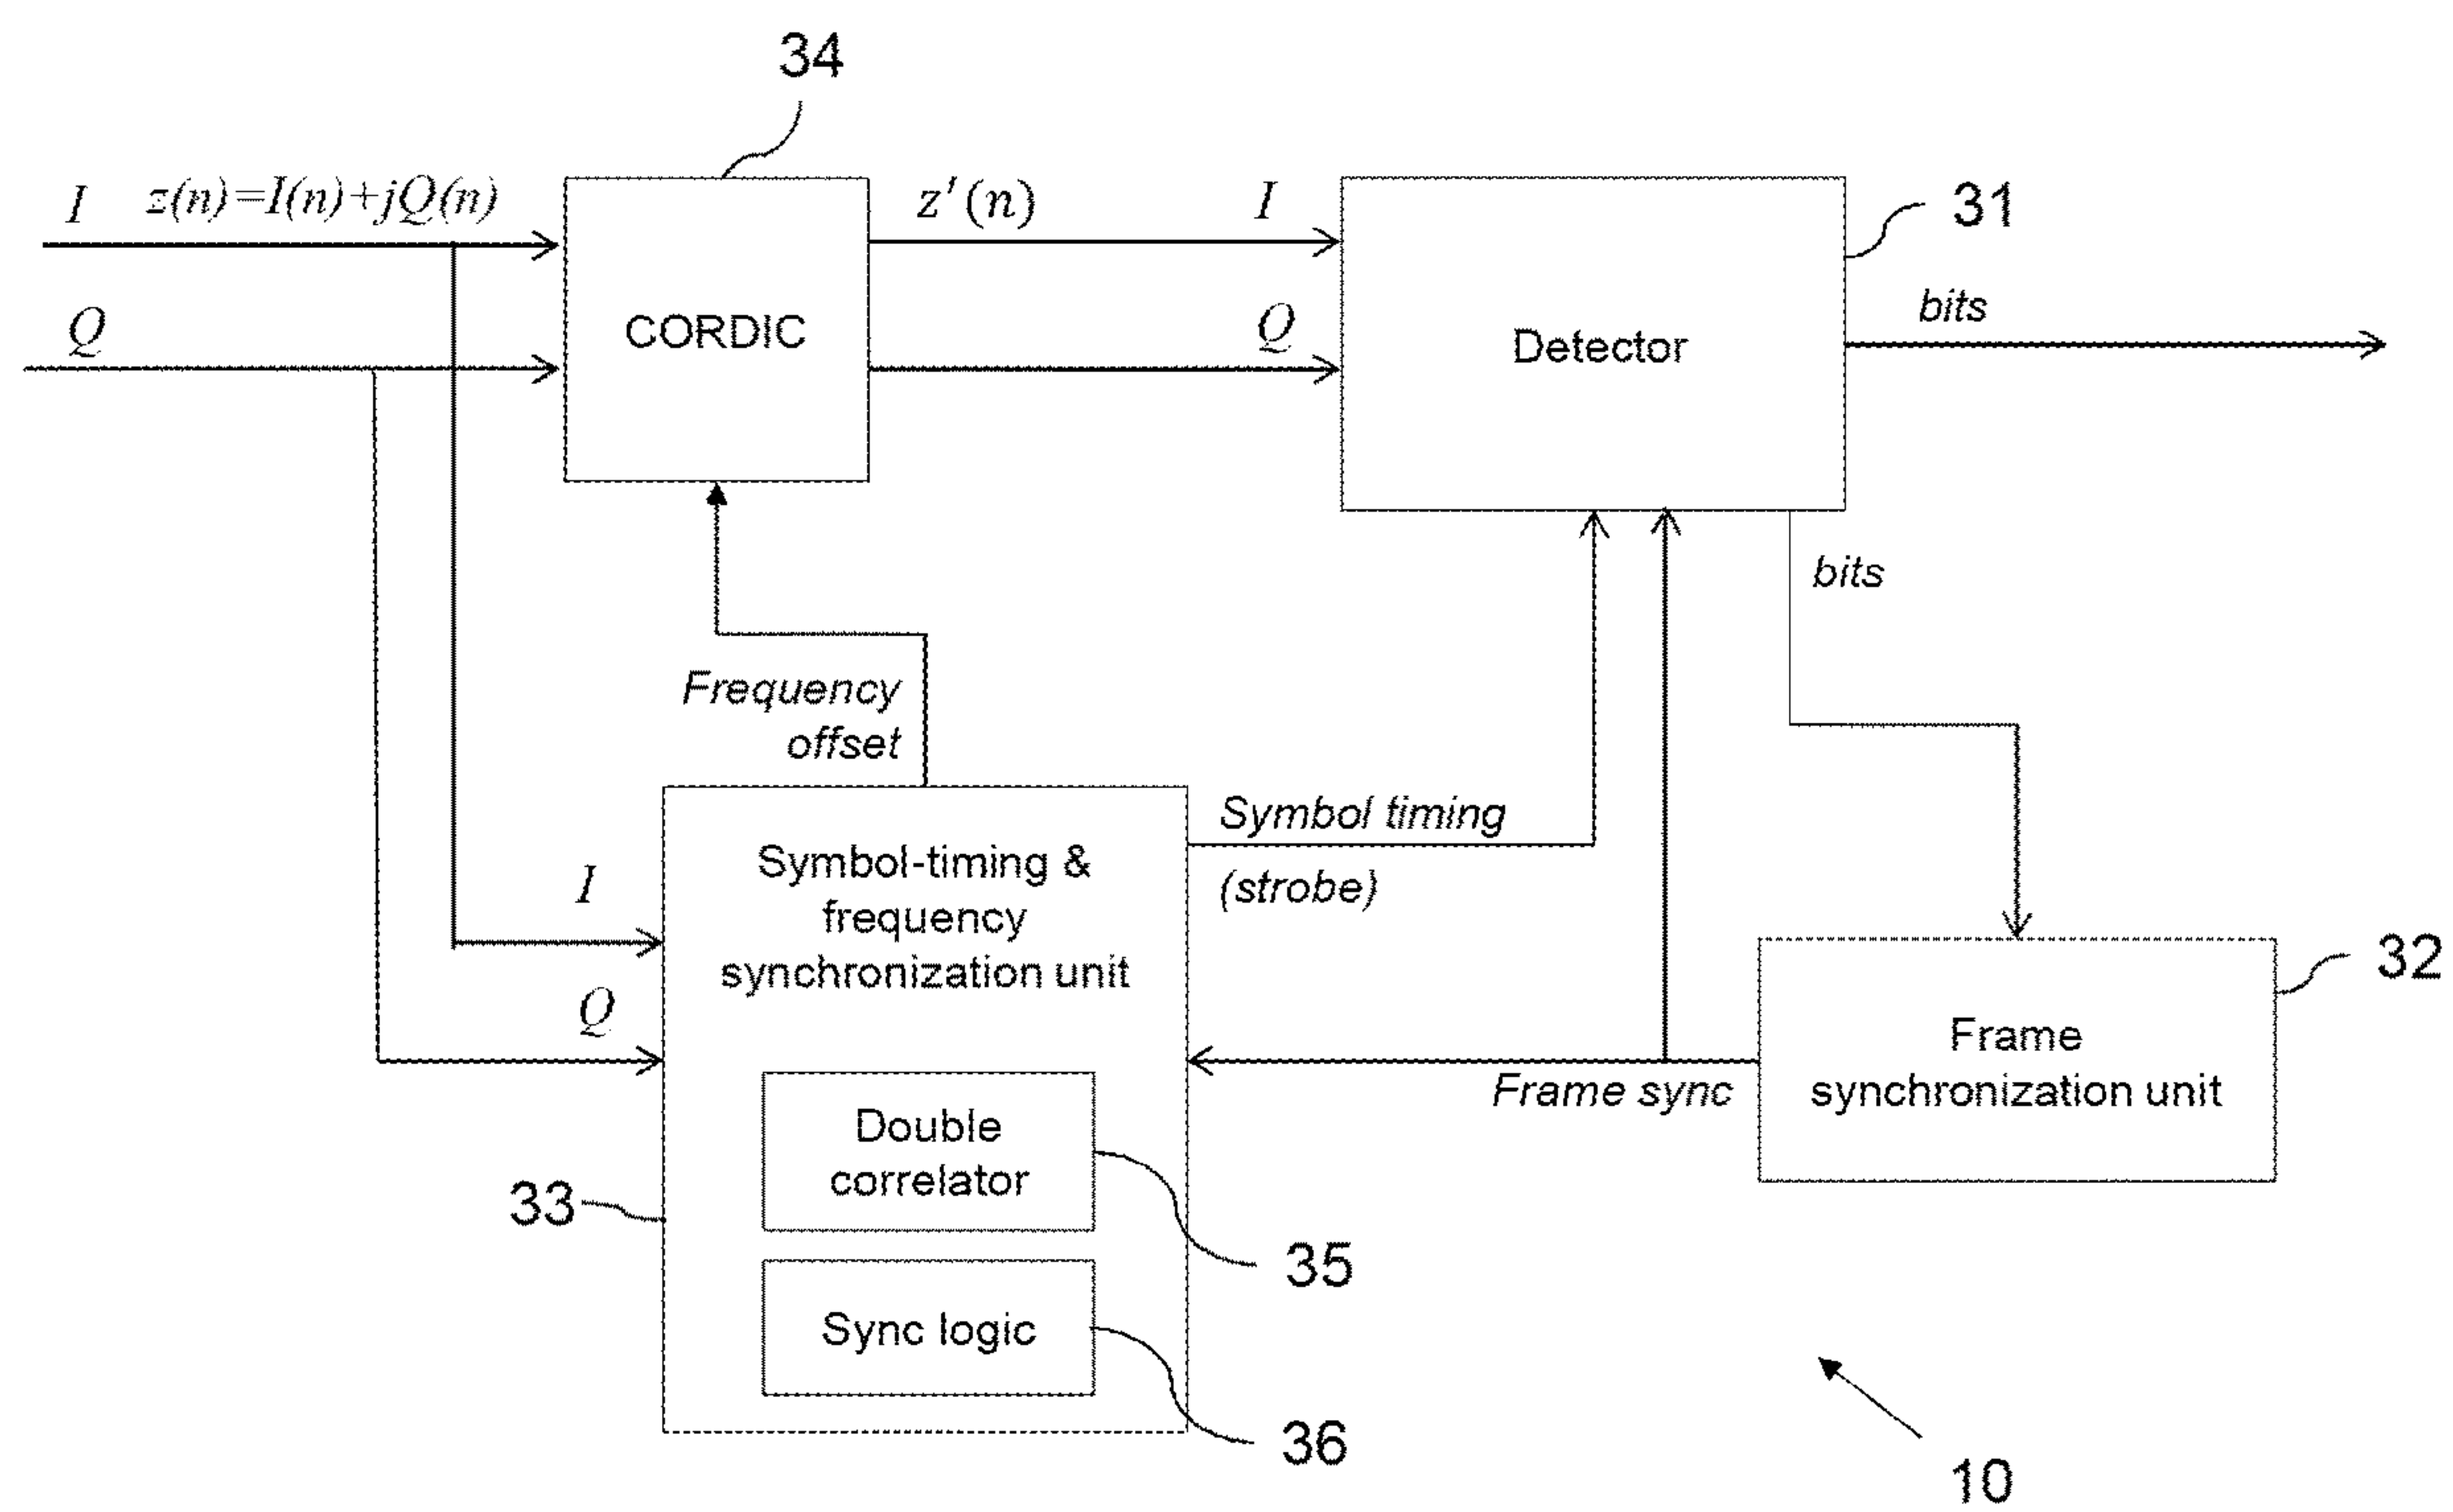 34
I z(n)=I(n)+jQ(n)
z'(n) I
31
Q
CORDIC
Q
Detector
bits
bits
Frequency
offset
Symbol timing
(strobe)
I
Q
Symbol-timing &
frequency
synchronization unit
32
Frame
synchronization unit
Frame sync
Double
correlator
33
35
Sync logic
36
10